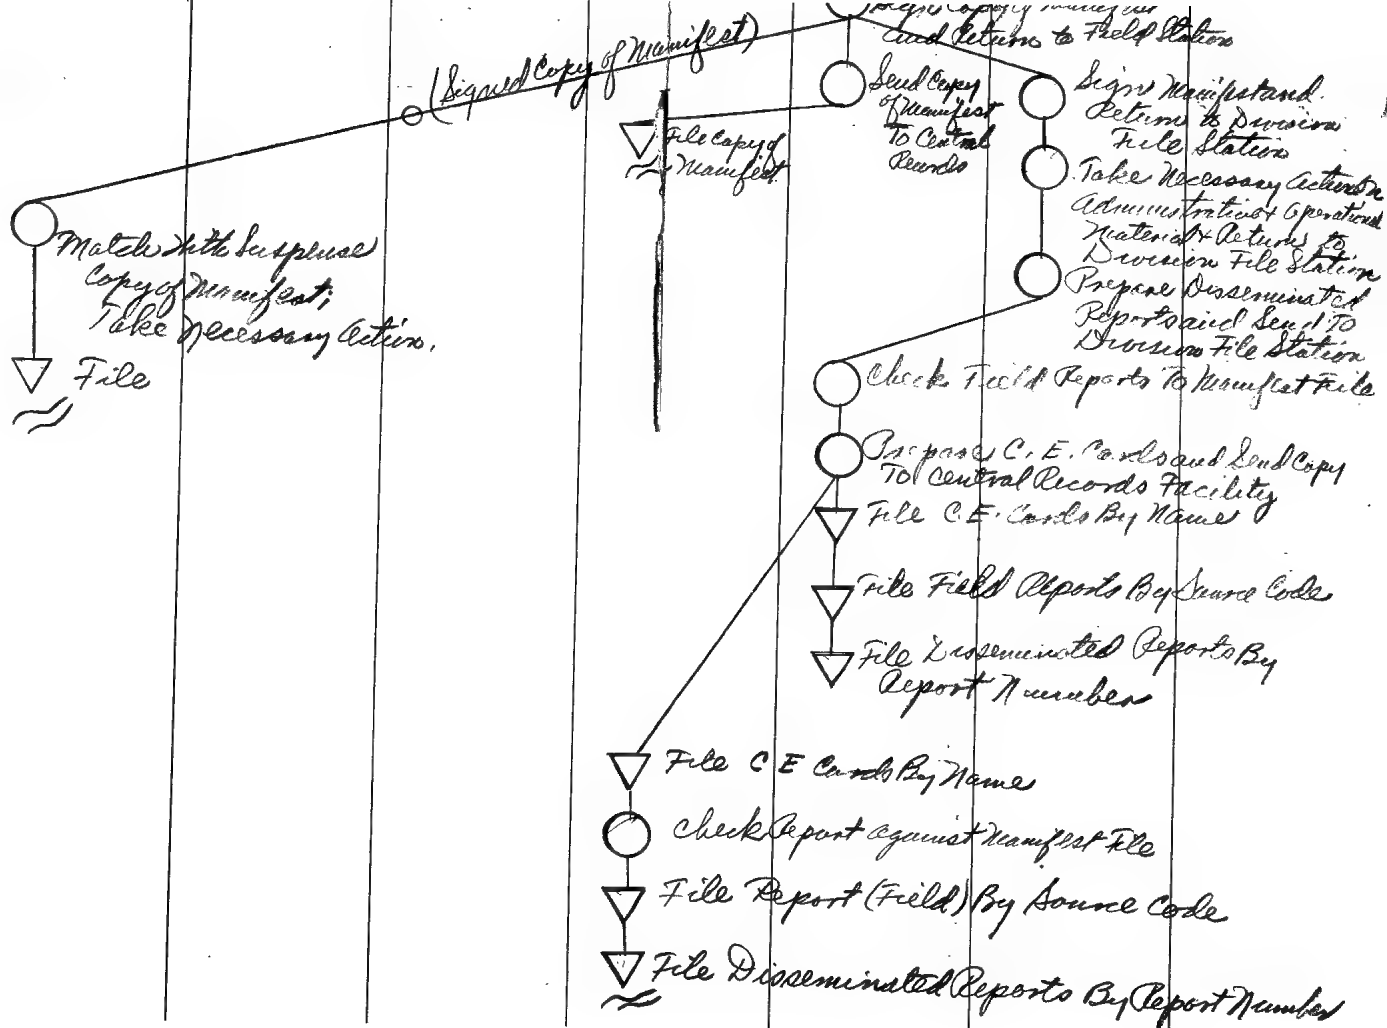 Sign Copy of Manifest
and Return to Field Station
(Signed Copy of Manifest)
Send Copy
of Manifest
To Central
Records
File Copy of
Manifest
Sign Manifest and
Return to Division
File Station
Take Necessary Action on
Administrative & Operational
Material & Returns to
Division File Station
Prepare Disseminated
Reports and Send To
Division File Station
Match With Suspense
Copy of Manifest;
Take Necessary Action.
File
Check Field Reports To Manifest File
Prepare C. E. Cards and Send Copy
To Central Records Facility
File C.E. Cards By Name
File Field Reports By Source Code
File Disseminated Reports By
Report Number
File C E Cards By Name
Check Report against Manifest File
File Report (Field) By Source Code
File Disseminated Reports By Report Number